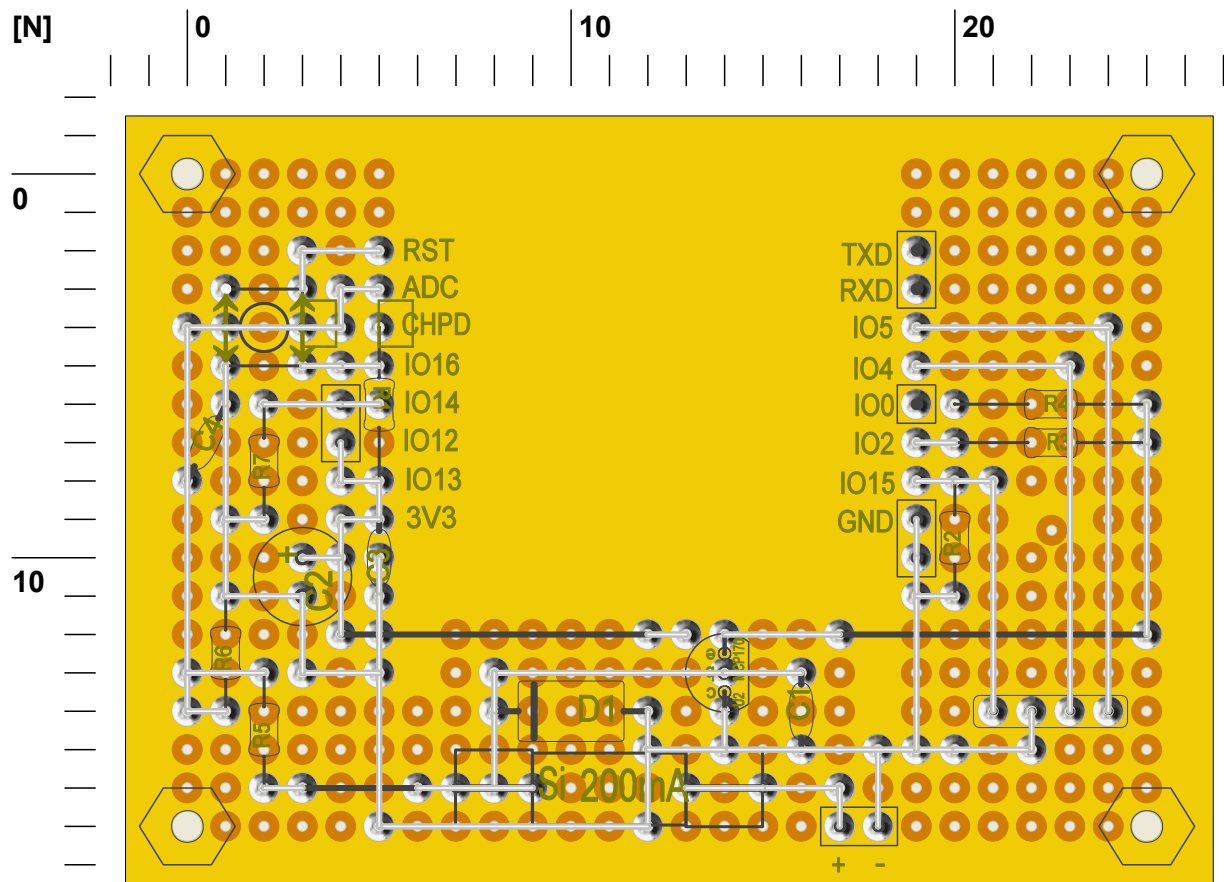 [N] 0 10 20
0
RST TXD
ADC RXD
CHPD IO5
IO16 IO4
R1 IO14 IO0 R4
C4 IO12 IO2 R3
R7 IO13 IO15
3V3 GND
+ C3 R2
10 C2
R6
R5 D1 C1
Si 200mA
+ -